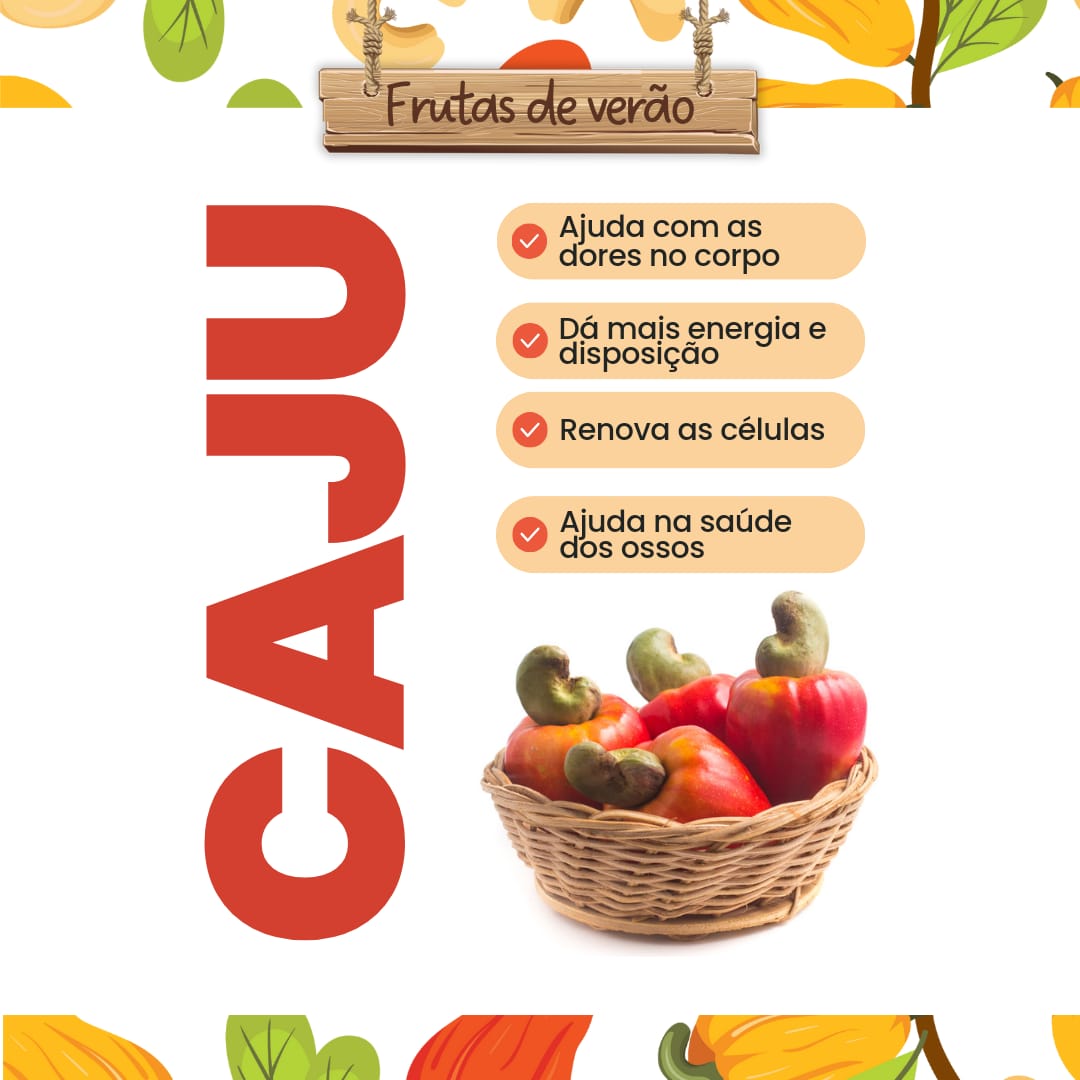 Frutas de verão
CAJU
Ajuda com as
dores no corpo
Dá mais energia e
disposição
Renova as células
Ajuda na saúde
dos ossos